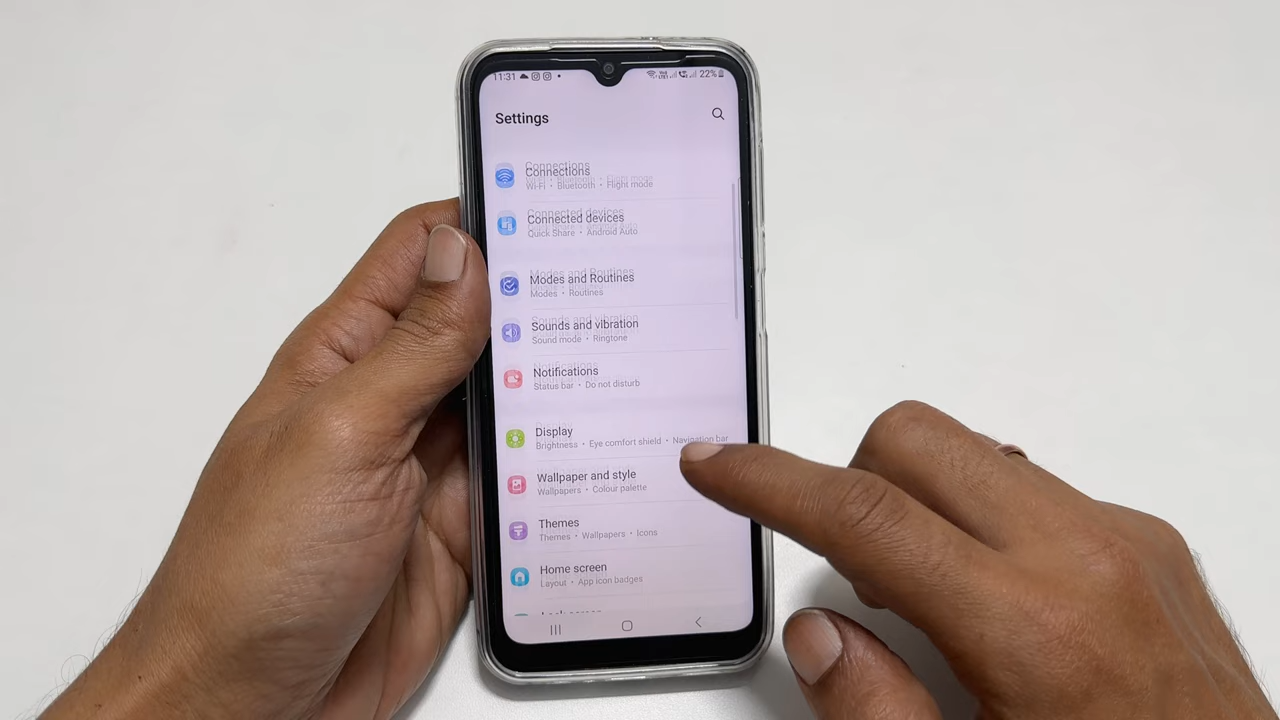 11:31
22%
Settings
Connections
Wi-Fi • Bluetooth • Flight mode
Connected devices
Quick Share • Android Auto
Modes and Routines
Modes • Routines
Sounds and vibration
Sound mode • Ringtone
Notifications
Status bar • Do not disturb
Display
Brightness • Eye comfort shield • Navigation bar
Wallpaper and style
Wallpapers • Colour palette
Themes
Themes • Wallpapers • Icons
Home screen
Layout • App icon badges